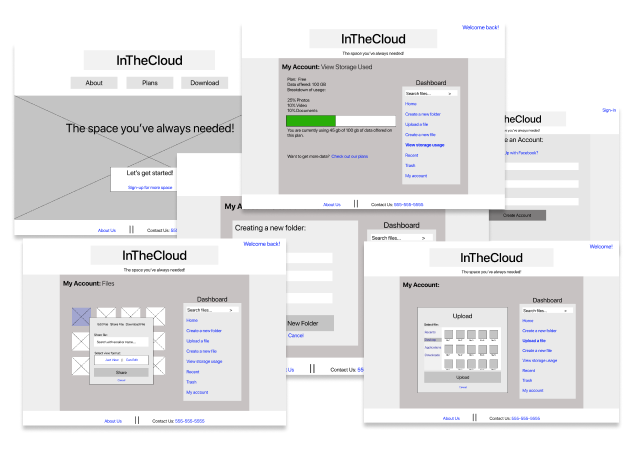 InTheCloud
About
Plans
Download
The space you've always needed!
Let's get started!
Sign-up for more space
About Us
||
Contact Us: 555
Welcome back!
InTheCloud
The space you've always needed!
My Account: View Storage Used
Plan: Free
Data offered: 100 GB
Breakdown of usage:
25% Photos
10% Video
10% Documents
You are currently using 45 gb of 100 gb of data offered on
this plan.
Want to get more data? Check out our plans
Dashboard
Search files...
>
Home
Create a new folder
Upload a file
Create a new file
View storage usage
Recent
Trash
My account
About Us
||
Contact Us: 555-555-5555
Sign-in
heCloud
you've always needed!
e an Account:
Up with Facebook?
Create Account
My A
Creating a new folder:
New Folder
Cancel
Dashboard
Search files...
>
Us
||
Contact Us: 5
Welcome back!
InTheCloud
The space you've always needed!
My Account: Files
Edit File Share File Download File
Share file:
Select view format:
Just View | Can Edit
Share
Cancel
Dashboard
Search files...
>
Home
Create a new folder
Upload a file
Create a new file
View storage usage
Recent
Trash
My account
About Us
||
Contact Us: 555-555-5555
Welcome!
InTheCloud
The space you've always needed!
My Account:
Upload
Select file:
Recents
Desktop
Applications
Downloads
Upload
Cancel
Dashboard
Search files...
>
Home
Create a new folder
Upload a file
Create a new file
View storage usage
Recent
Trash
My account
About Us
||
Contact Us: 555-555-5555